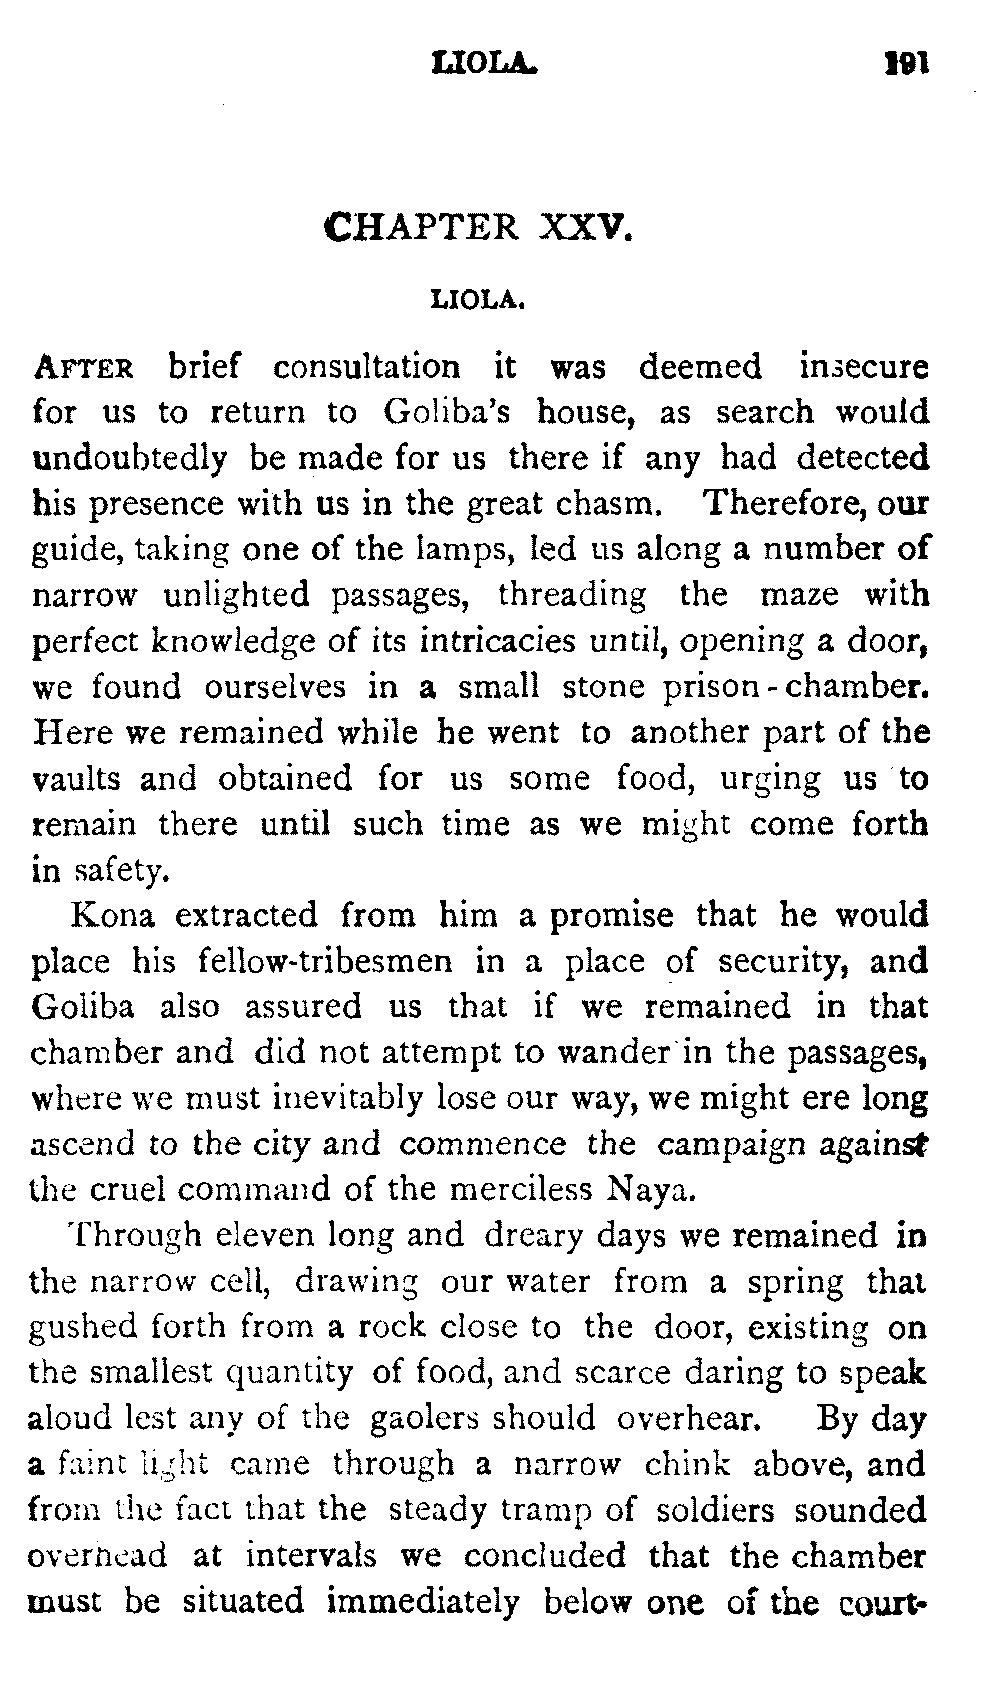 LIOLA. 191
CHAPTER XXV.
LIOLA.
AFTER brief consultation it was deemed insecure
for us to return to Goliba's house, as search would
undoubtedly be made for us there if any had detected
his presence with us in the great chasm. Therefore, our
guide, taking one of the lamps, led us along a number of
narrow unlighted passages, threading the maze with
perfect knowledge of its intricacies until, opening a door,
we found ourselves in a small stone prison-chamber.
Here we remained while he went to another part of the
vaults and obtained for us some food, urging us to
remain there until such time as we might come forth
in safety.
Kona extracted from him a promise that he would
place his fellow-tribesmen in a place of security, and
Goliba also assured us that if we remained in that
chamber and did not attempt to wander in the passages,
where we must inevitably lose our way, we might ere long
ascend to the city and commence the campaign against
the cruel command of the merciless Naya.
Through eleven long and dreary days we remained in
the narrow cell, drawing our water from a spring that
gushed forth from a rock close to the door, existing on
the smallest quantity of food, and scarce daring to speak
aloud lest any of the gaolers should overhear. By day
a faint light came through a narrow chink above, and
from the fact that the steady tramp of soldiers sounded
overhead at intervals we concluded that the chamber
must be situated immediately below one of the court-